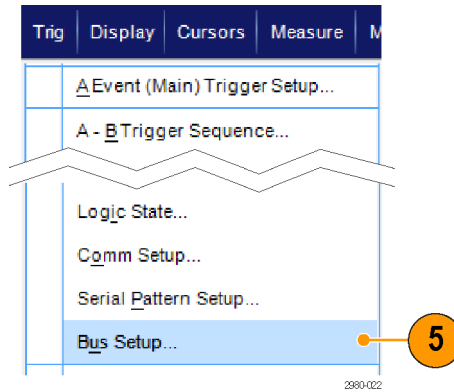 Trig Display Cursors Measure M
A Event (Main) Trigger Setup...
A - B Trigger Sequence...
Logic State...
Comm Setup...
Serial Pattern Setup...
Bus Setup...
5
2980-022